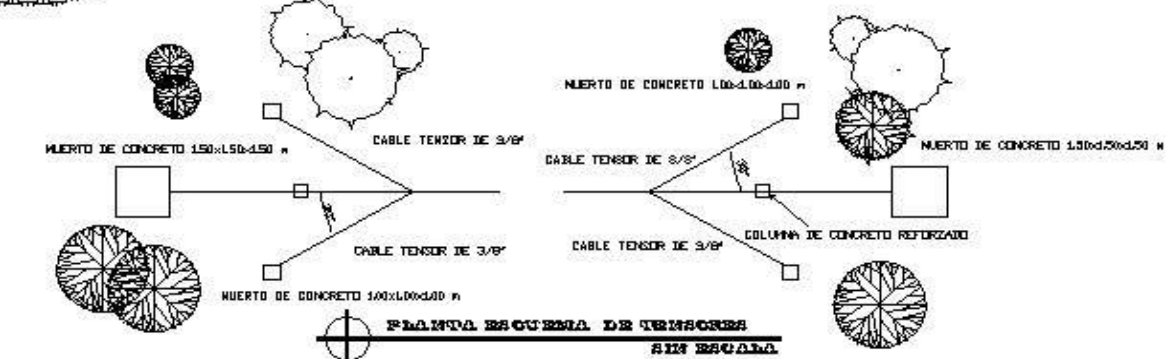 MUERTO DE CONCRETO 1.00x1.00x1.00 m
CABLE TENSOR DE 3/8"
MUERTO DE CONCRETO 1.50x1.50x1.50 m
MUERTO DE CONCRETO 1.50x1.50x1.50 m
CABLE TENSOR DE 3/8"
COLUMNA DE CONCRETO REFORZADO
CABLE TENSOR DE 3/8"
CABLE TENSOR DE 3/8"
MUERTO DE CONCRETO 1.00x1.00x1.00 m
PLANTA ESQUEMA DE TENSORES
SIN ESCALA